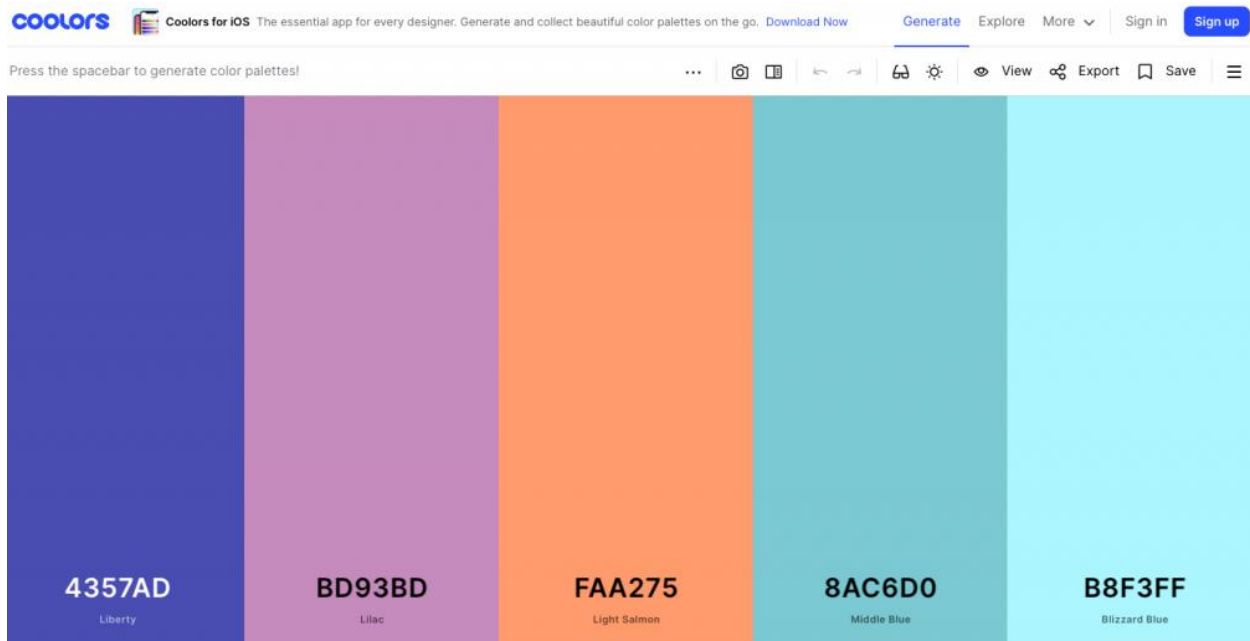 coolors Coolors for iOS The essential app for every designer. Generate and collect beautiful color palettes on the go. Download Now Generate Explore More Sign in Sign up
Press the spacebar to generate color palettes! View Export Save
4357AD BD93BD FAA275 8AC6D0 B8F3FF
Liberty Lilac Light Salmon Middle Blue Blizzard Blue